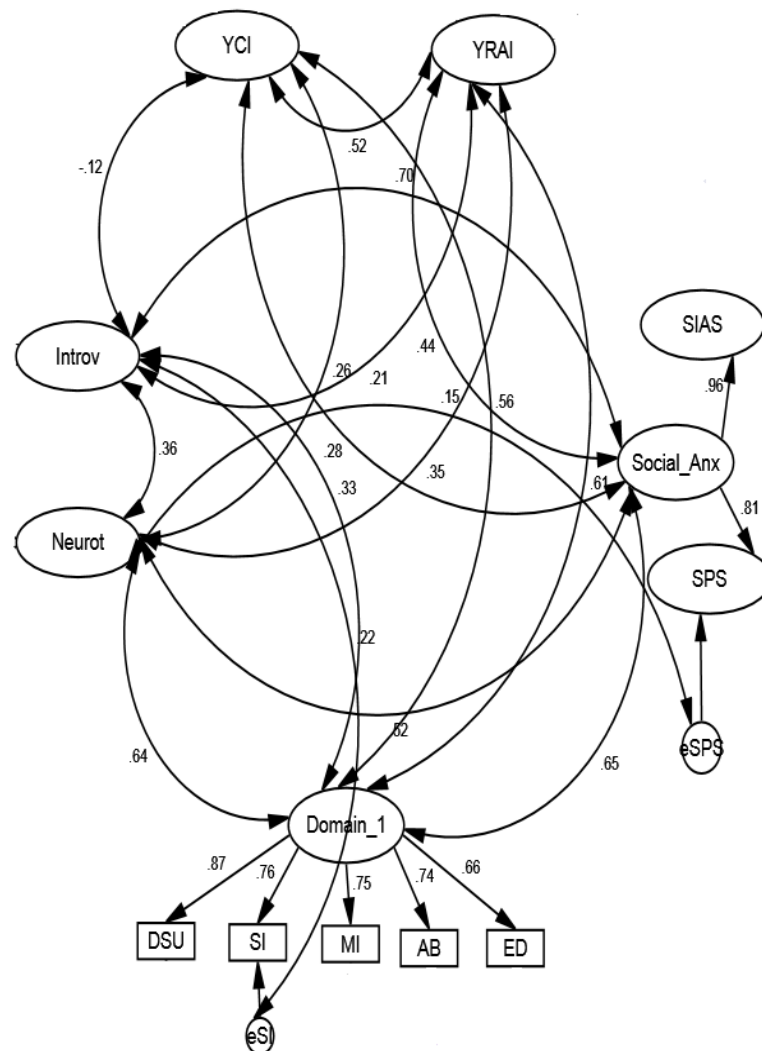 YCI
YRAI
.52
-.12
.70
SIAS
Introv
.44
.96
.26
.21
.15
.56
.36
.28
.35
Social_Anx
.33
.61
.81
Neurot
SPS
.22
.64
.52
eSPS
.65
Domain_1
.87
.76
.75
.74
.66
DSU
SI
MI
AB
ED
eSI